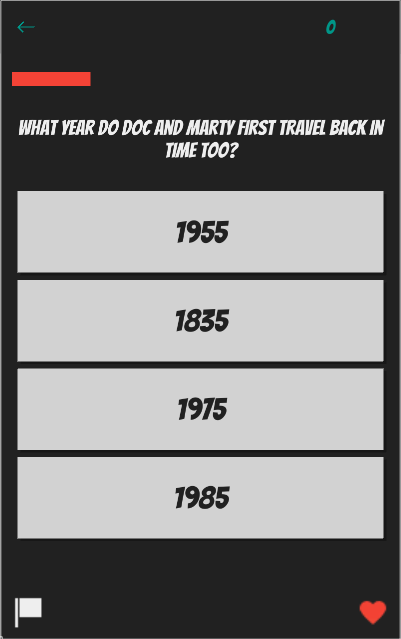 0
WHAT YEAR DO DOC AND MARTY FIRST TRAVEL BACK IN
TIME TOO?
1955
1835
1975
1985